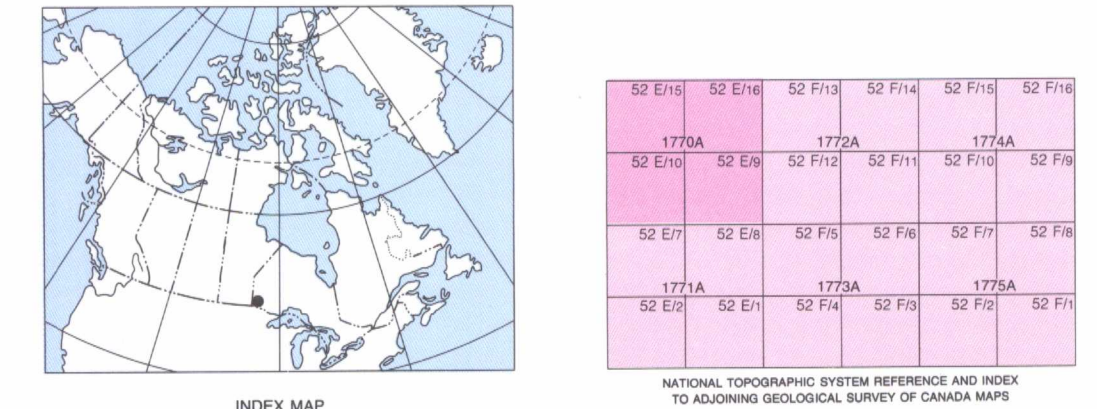 52 E/15 52 E/16 52 F/13 52 F/14 52 F/15 52 F/16
1770A 1772A 1774A
52 E/10 52 E/9 52 F/12 52 F/11 52 F/10 52 F/9
52 E/7 52 E/8 52 F/5 52 F/6 52 F/7 52 F/8
1771A 1773A 1775A
52 E/2 52 E/1 52 F/4 52 F/3 52 F/2 52 F/1
NATIONAL TOPOGRAPHIC SYSTEM REFERENCE AND INDEX
TO ADJOINING GEOLOGICAL SURVEY OF CANADA MAPS
INDEX MAP